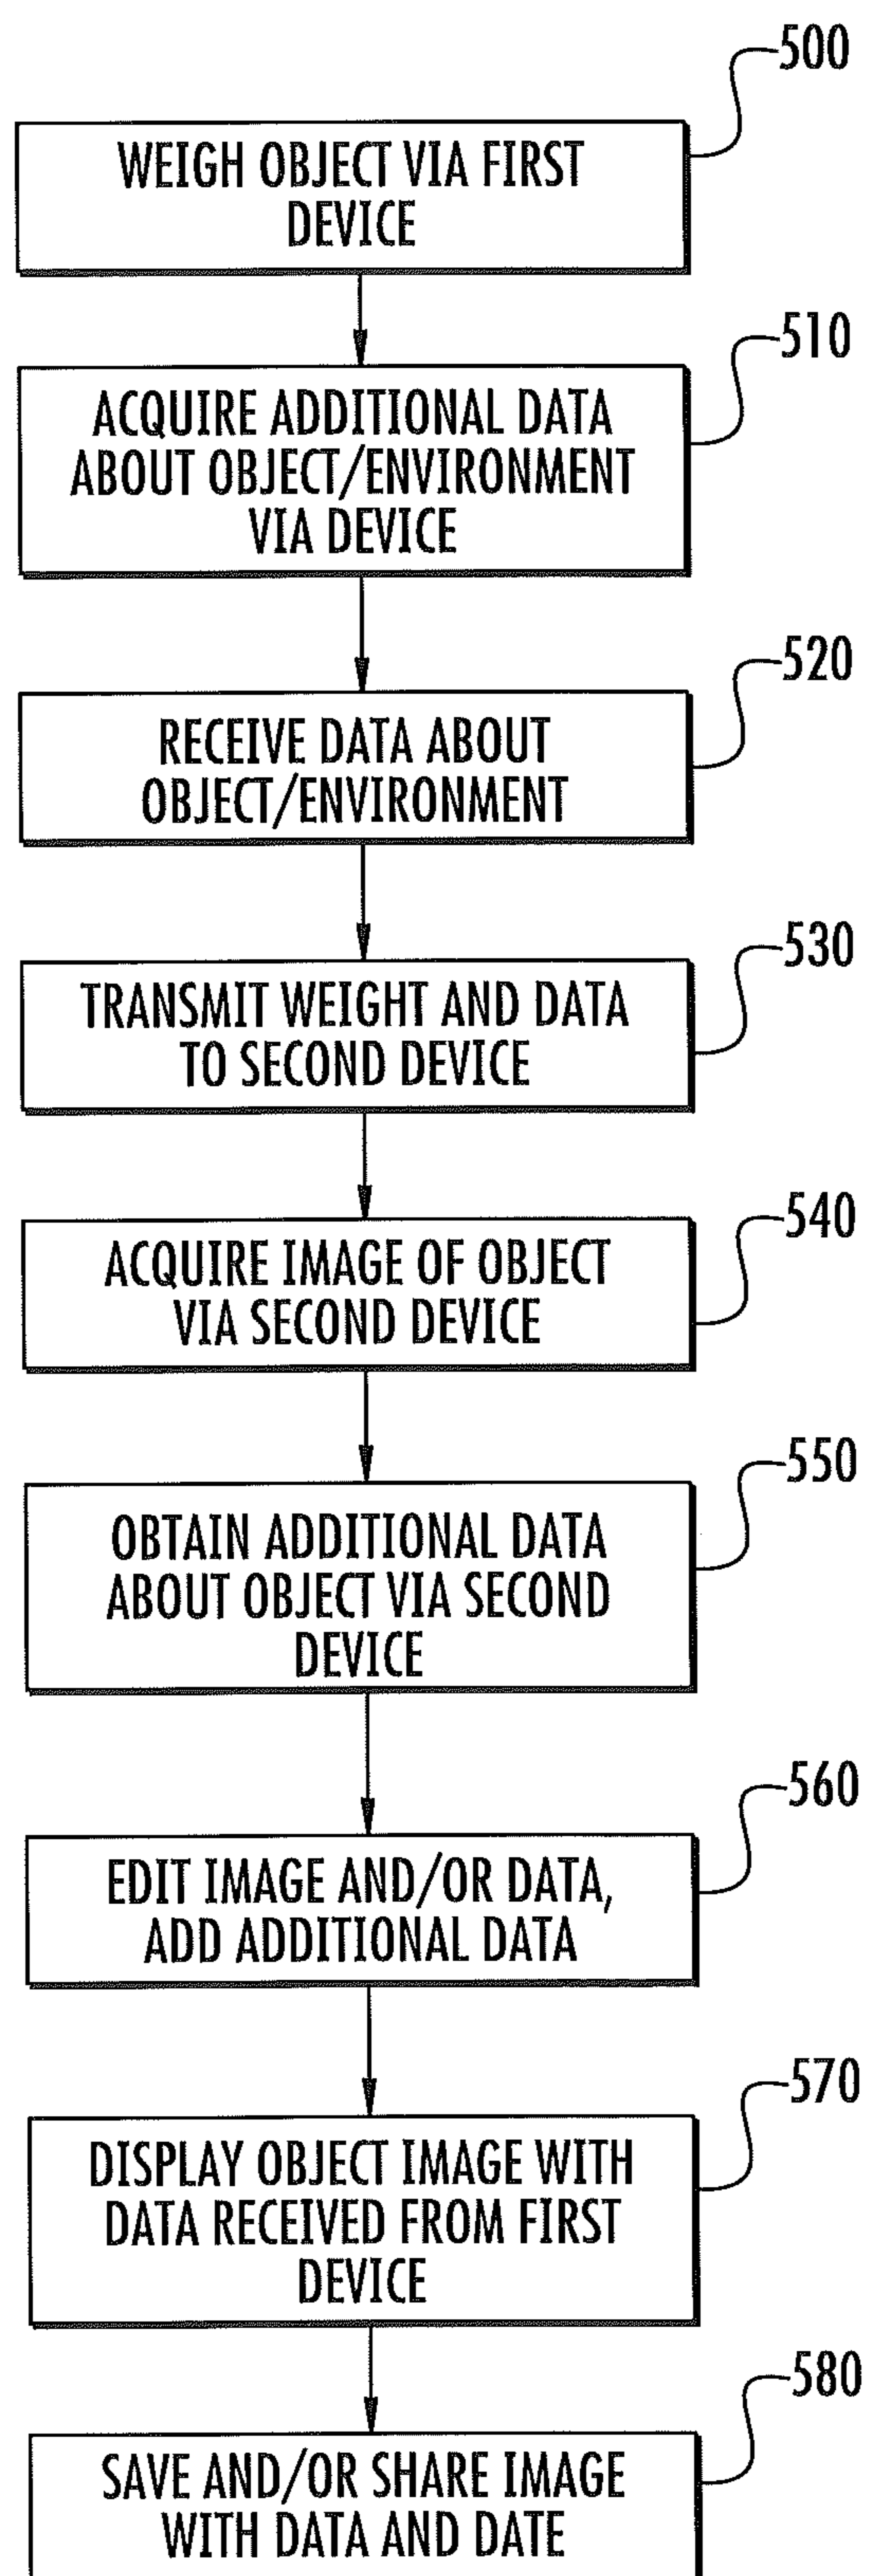 500
WEIGH OBJECT VIA FIRST
DEVICE
510
ACQUIRE ADDITIONAL DATA
ABOUT OBJECT/ENVIRONMENT
VIA DEVICE
520
RECEIVE DATA ABOUT
OBJECT/ENVIRONMENT
530
TRANSMIT WEIGHT AND DATA
TO SECOND DEVICE
540
ACQUIRE IMAGE OF OBJECT
VIA SECOND DEVICE
550
OBTAIN ADDITIONAL DATA
ABOUT OBJECT VIA SECOND
DEVICE
560
EDIT IMAGE AND/OR DATA,
ADD ADDITIONAL DATA
570
DISPLAY OBJECT IMAGE WITH
DATA RECEIVED FROM FIRST
DEVICE
580
SAVE AND/OR SHARE IMAGE
WITH DATA AND DATE